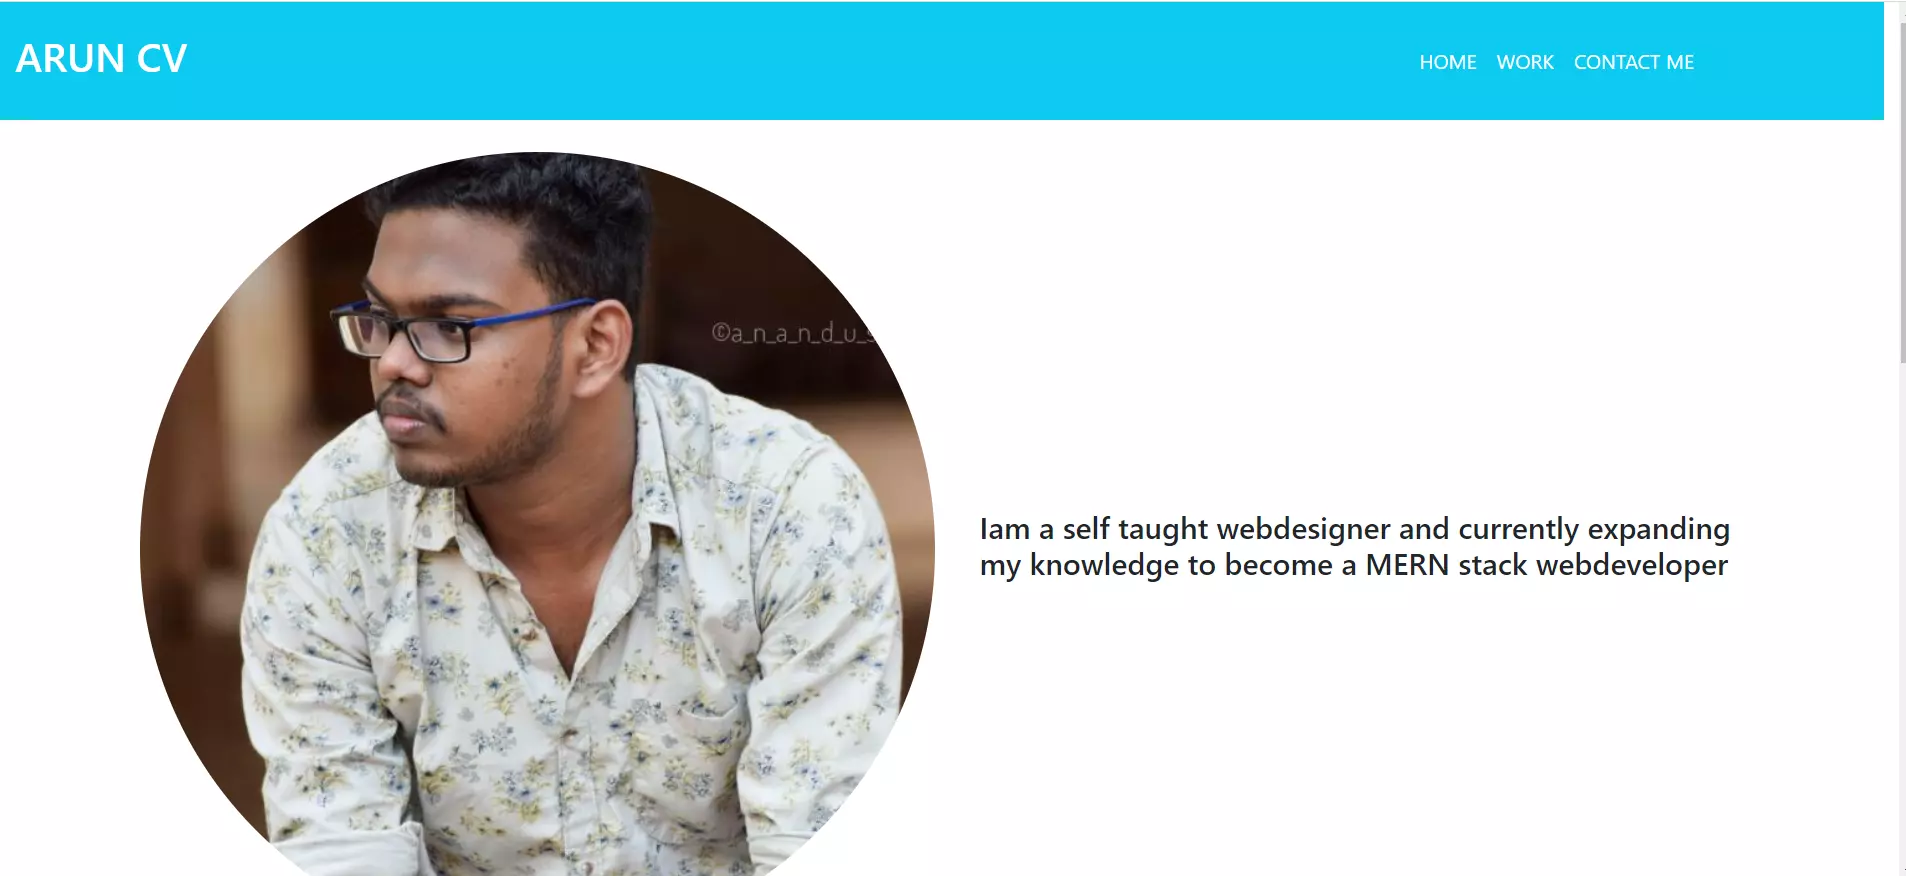 ARUN CV
HOME WORK CONTACT ME
©a_n_a_n_d_u_s
Iam a self taught webdesigner and currently expanding
my knowledge to become a MERN stack webdeveloper